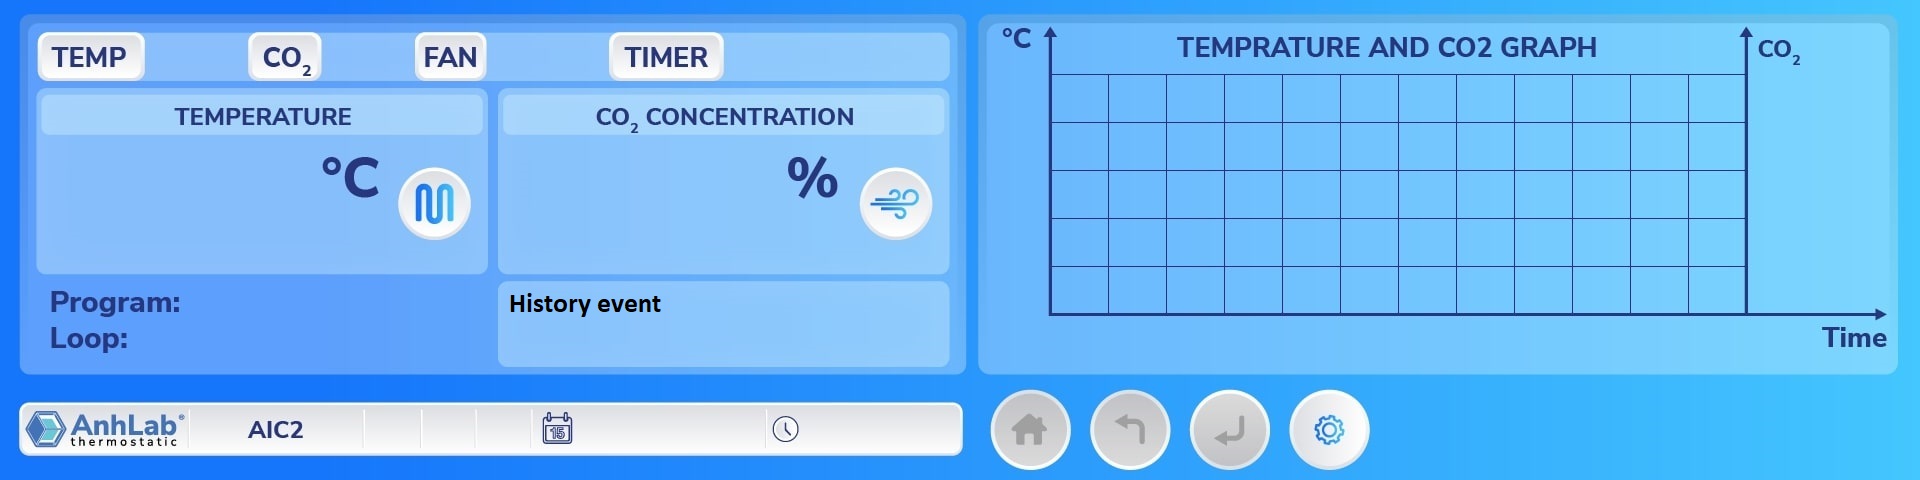 TEMP
CO₂
FAN
TIMER
TEMPERATURE
°C
CO₂ CONCENTRATION
%
Program:
Loop:
History event
°C
TEMPRATURE AND CO2 GRAPH
CO₂
Time
AnhLab®
thermostatic
AIC2
15